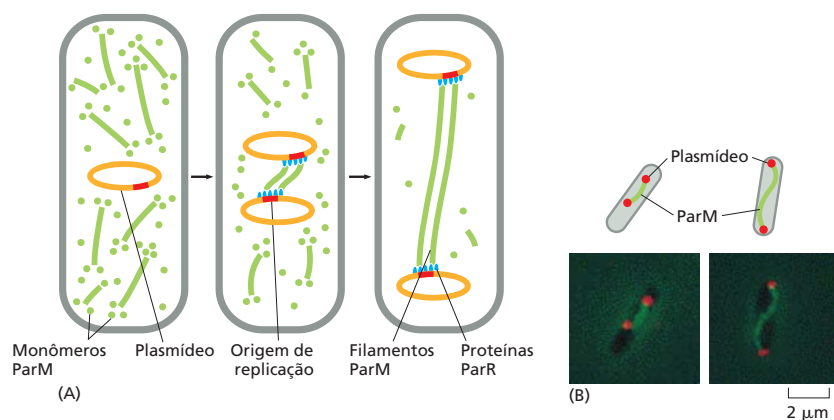 Plasmídeo
ParM
Monômeros
ParM
Plasmídeo
Origem de
replicação
Filamentos
ParM
Proteínas
ParR
(A)
(B)
2 μm